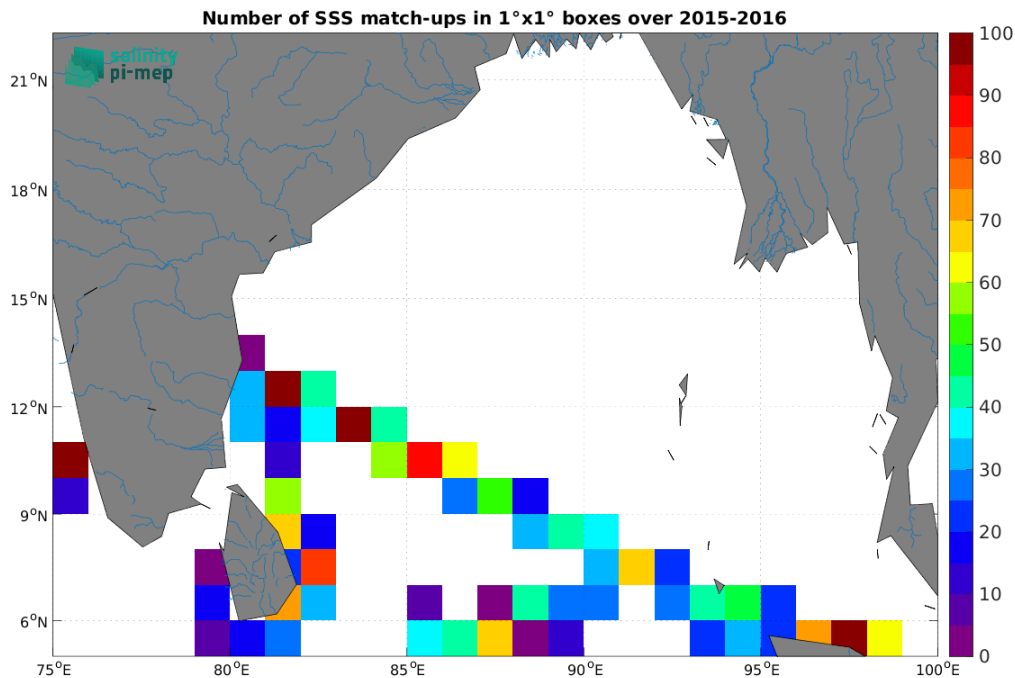 Number of SSS match-ups in 1°x1° boxes over 2015-2016
salinity
pi-mep
21°N
18°N
15°N
12°N
9°N
6°N
75°E
80°E
85°E
90°E
95°E
100°E
100
90
80
70
60
50
40
30
20
10
0